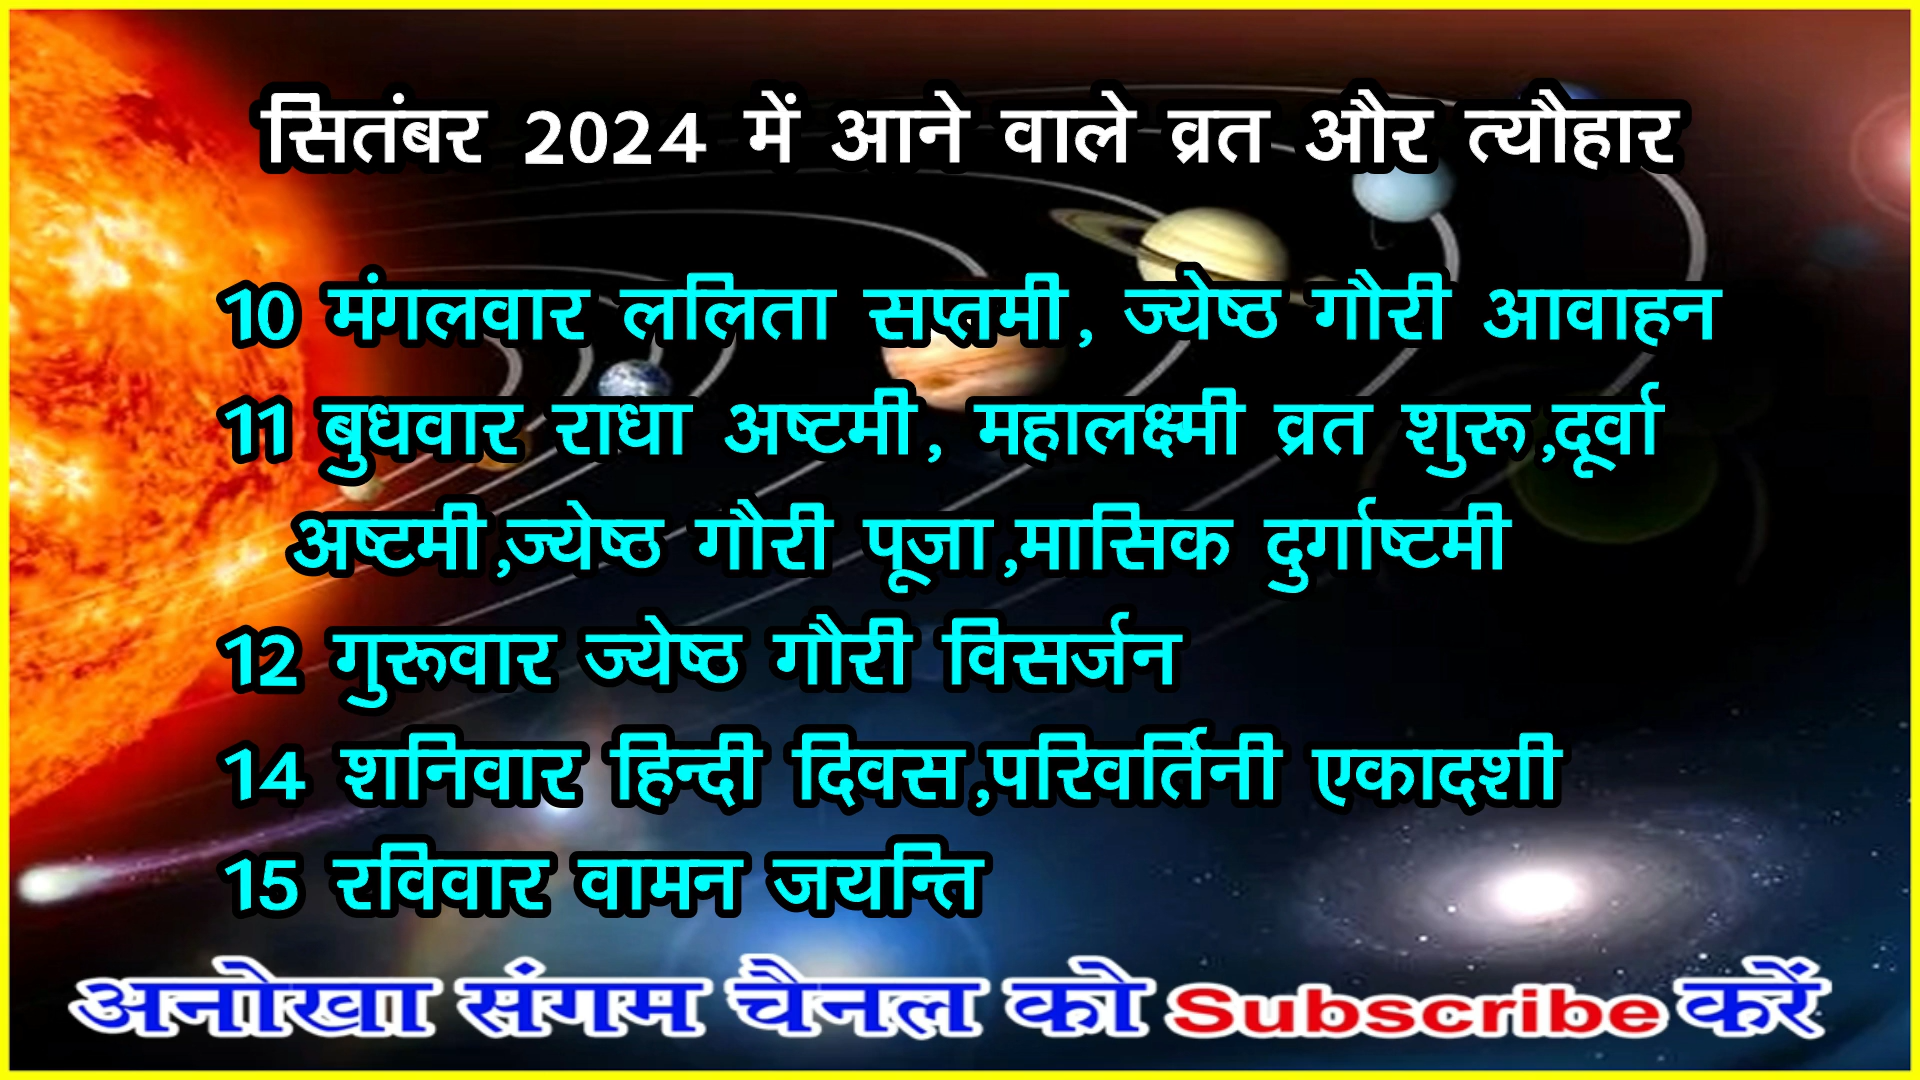 सितंबर 2024 में आने वाले व्रत और त्यौहार
10 मंगलवार ललिता सप्तमी, ज्येष्ठ गौरी आवाहन
11 बुधवार राधा अष्टमी, महालक्ष्मी व्रत शुरू,दूर्वा
अष्टमी,ज्येष्ठ गौरी पूजा,मासिक दुर्गाष्टमी
12 गुरूवार ज्येष्ठ गौरी विसर्जन
14 शनिवार हिन्दी दिवस,परिवर्तिनी एकादशी
15 रविवार वामन जयन्ति
अनोखा संगम चैनल को Subscribe करें